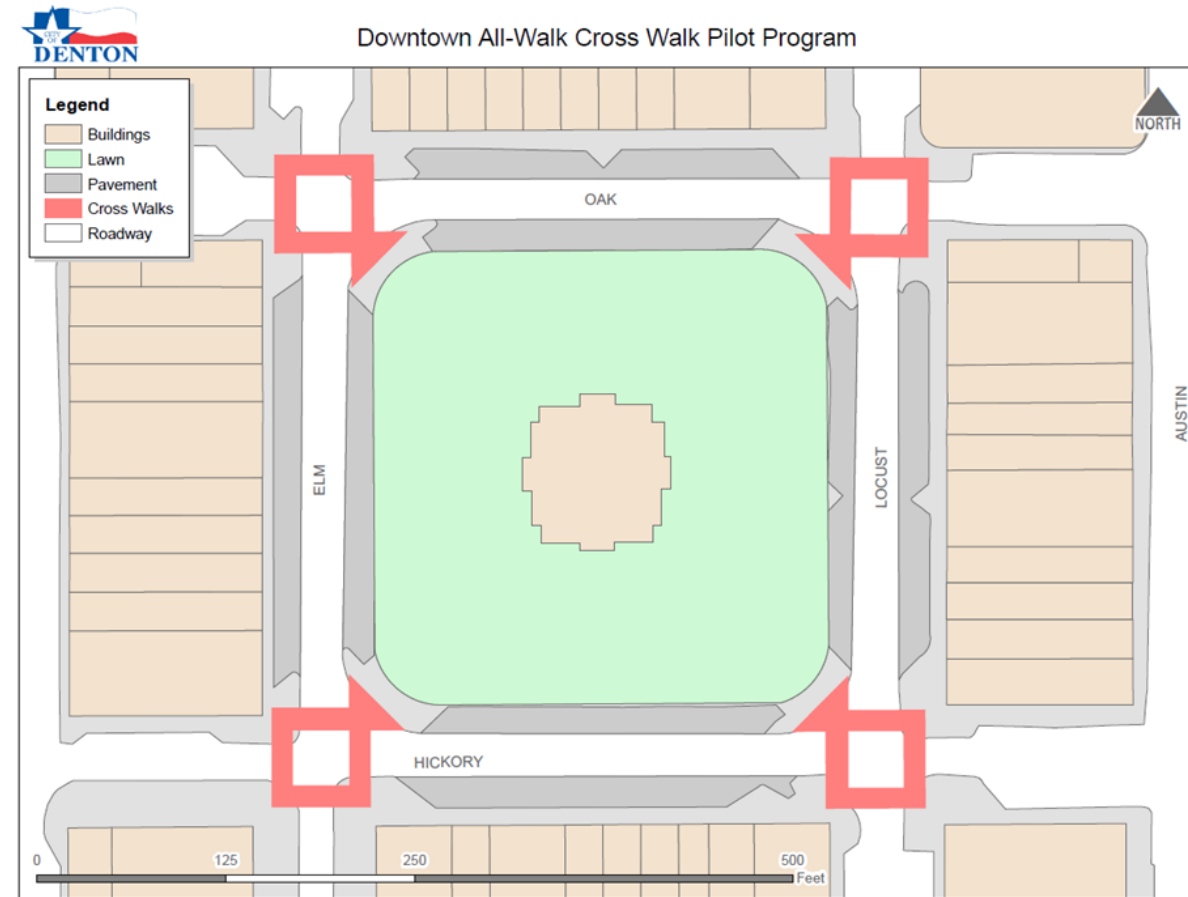 CITY
OF
DENTON
Downtown All-Walk Cross Walk Pilot Program
Legend
Buildings
Lawn
Pavement
Cross Walks
Roadway
NORTH
OAK
ELM
LOCUST
AUSTIN
HICKORY
0 125 250 500
Feet